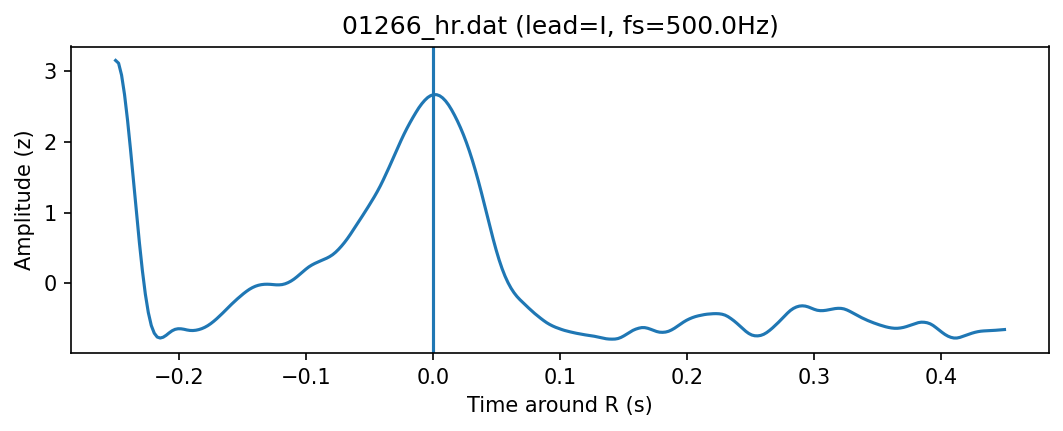 01266_hr.dat (lead=I, fs=500.0Hz)
Amplitude (z)
3
2
1
0
−0.2 −0.1 0.0 0.1 0.2 0.3 0.4
Time around R (s)